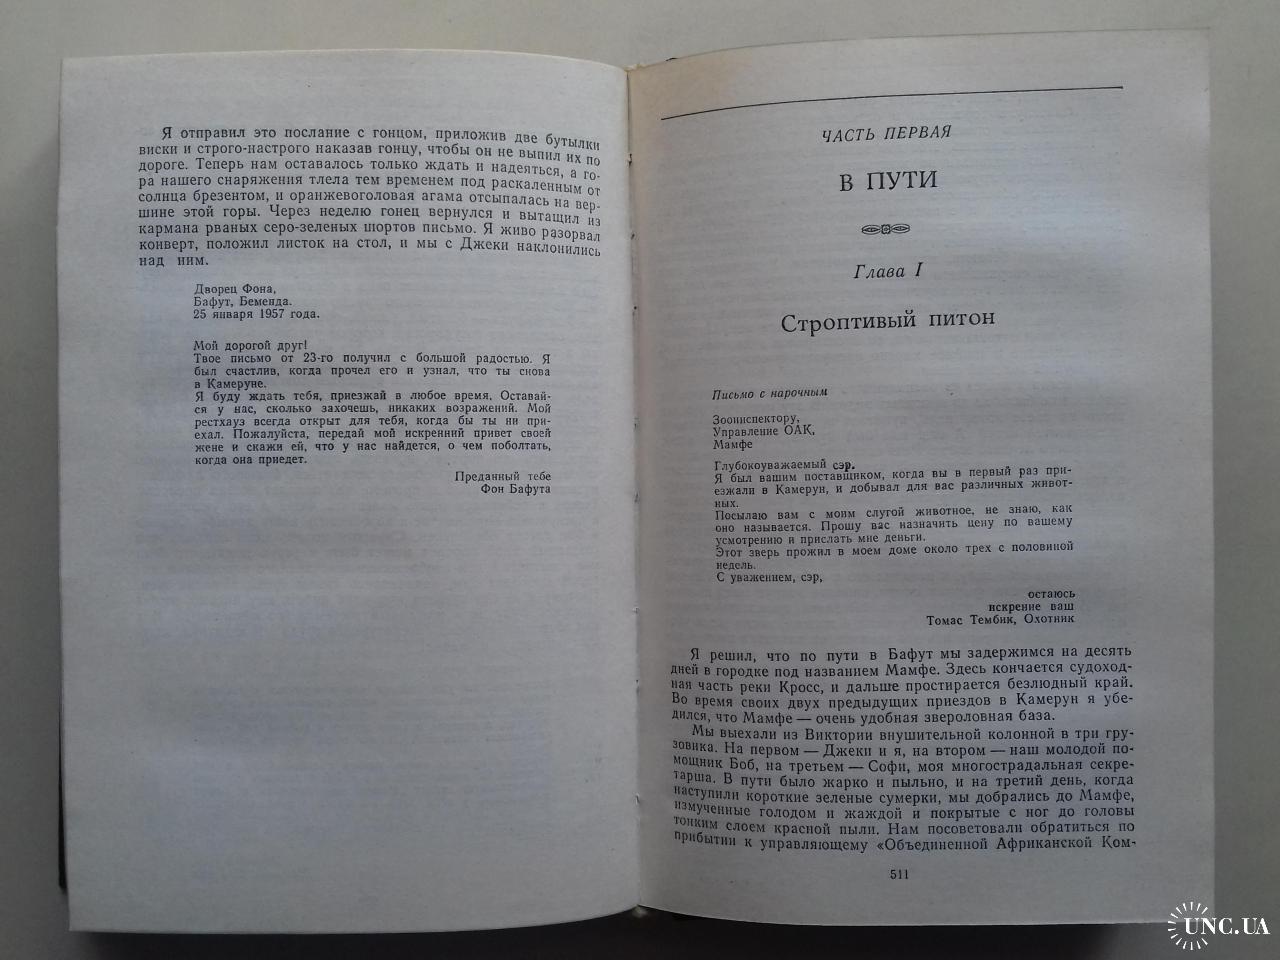 Я отправил это послание с гонцом, приложив две бутылки
виски и строго-настрого наказав гонцу, чтобы он не выпил их по
дороге. Теперь нам оставалось только ждать и надеяться, а го-
ра нашего снаряжения тлела тем временем под раскаленным от
солнца брезентом, и оранжевоголовая агама отсыпалась на вер-
шине этой горы. Через неделю гонец вернулся и вытащил из
кармана рваных серо-зеленых шортов письмо. Я живо разорвал
конверт, положил листок на стол, и мы с Джеки наклонились
над ним.
Дворец Фона,
Бафут, Беменда.
25 января 1957 года.
Мой дорогой друг!
Твое письмо от 23-го получил с большой радостью. Я
был счастлив, когда прочел его и узнал, что ты снова
в Камеруне.
Я буду ждать тебя, приезжай в любое время. Оставай-
ся у нас, сколько захочешь, никаких возражений. Мой
рестхауз всегда открыт для тебя, когда бы ты ни при-
ехал. Пожалуйста, передай мой искренний привет своей
жене и скажи ей, что у нас найдется, о чем поболтать,
когда она приедет.
Преданный тебе
Фон Бафута
ЧАСТЬ ПЕРВАЯ
В ПУТИ
Глава I
Строптивый питон
Письмо с нарочным
Зооинспектору,
Управление ОАК,
Мамфе
Глубокоуважаемый сэр.
Я был вашим поставщиком, когда вы в первый раз при-
езжали в Камерун, и добывал для вас различных живот-
ных.
Посылаю вам с моим слугой животное, не знаю, как
оно называется. Прошу вас назначить цену по вашему
усмотрению и прислать мне деньги.
Этот зверь прожил в моем доме около трех с половиной
недель.
С уважением, сэр,
остаюсь
искренне ваш
Томас Тембик, Охотник
Я решил, что по пути в Бафут мы задержимся на десять
дней в городке под названием Мамфе. Здесь кончается судоход-
ная часть реки Кросс, и дальше простирается безлюдный край.
Во время своих двух предыдущих приездов в Камерун я убе-
дился, что Мамфе — очень удобная звероловная база.
Мы выехали из Виктории внушительной колонной в три гру-
зовика. На первом — Джеки и я, на втором — наш молодой по-
мощник Боб, на третьем — Софи, моя многострадальная секре-
тарша. В пути было жарко и пыльно, и на третий день, когда
наступили короткие зеленые сумерки, мы добрались до Мамфе,
измученные голодом и жаждой и покрытые с ног до головы
тонким слоем красной пыли. Нам посоветовали обратиться по
прибытии к управляющему «Объединенной Африканской Ком-
511
UNC.UA